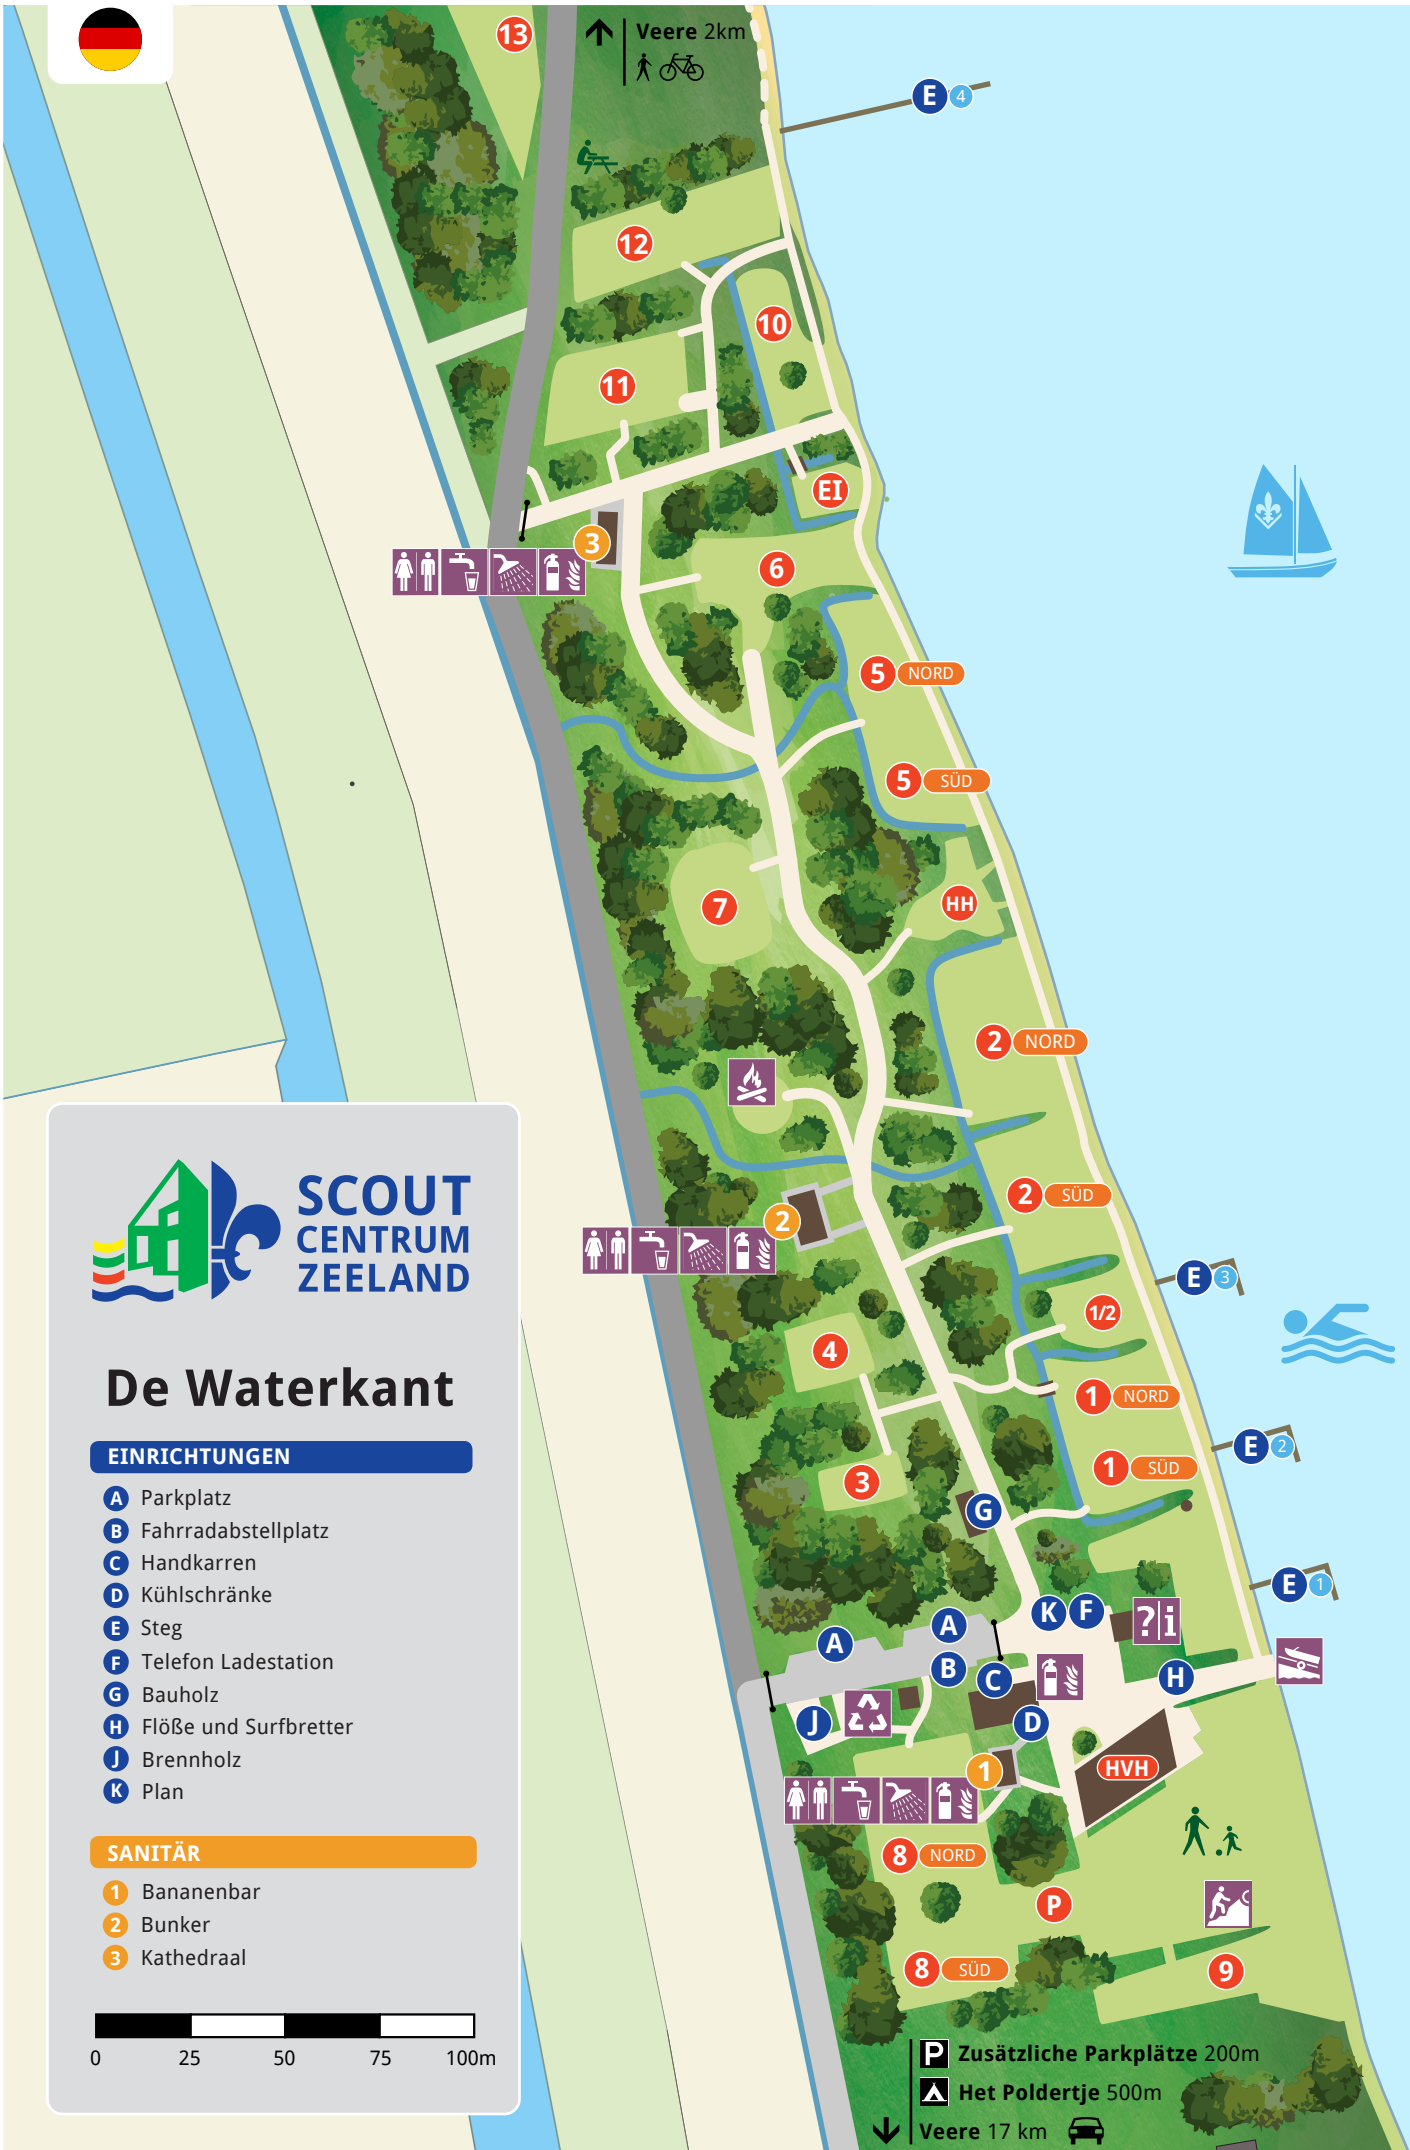 13
Veere 2km
E 4
12
10
11
EI
3
6
5 NORD
5 SÜD
7
HH
2 NORD
2 SÜD
2
E 3
1/2
4
1 NORD
E 2
1 SÜD
3
G
E 1
K F
?i
A
A
B
C
H
J
D
1
HVH
8 NORD
P
8 SÜD
9
SCOUT
CENTRUM
ZEELAND
De Waterkant
EINRICHTUNGEN
A Parkplatz
B Fahrradabstellplatz
C Handkarren
D Kühlschränke
E Steg
F Telefon Ladestation
G Bauholz
H Flöße und Surfbretter
J Brennholz
K Plan
SANITÄR
1 Bananenbar
2 Bunker
3 Kathedraal
0 25 50 75 100m
P Zusätzliche Parkplätze 200m
Het Poldertje 500m
Veere 17 km